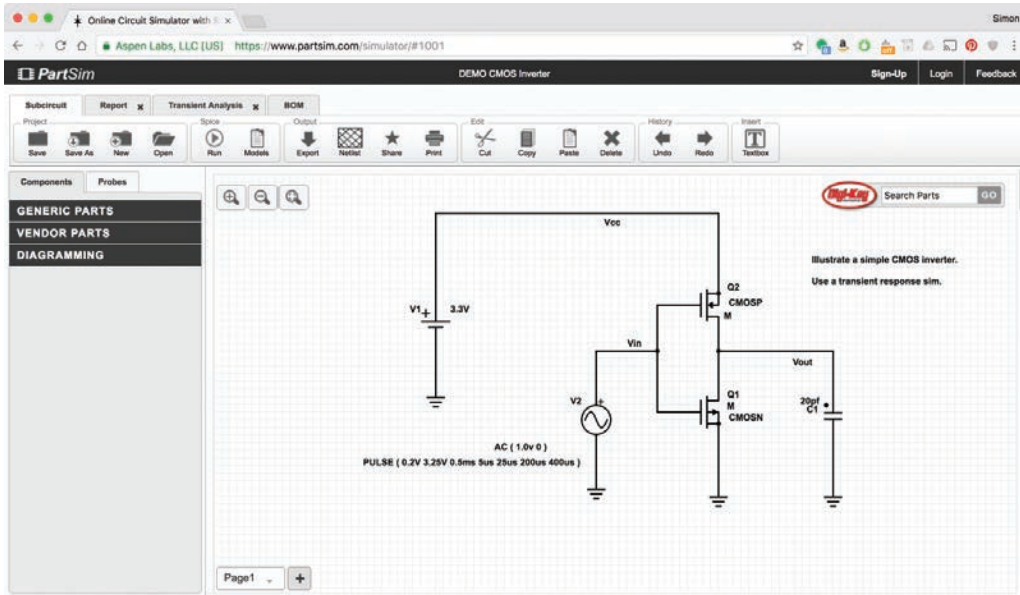 Online Circuit Simulator with
Simon
Aspen Labs, LLC [US] https://www.partsim.com/simulator/#1001
PartSim
DEMO CMOS Inverter
Sign-Up Login Feedback
Subcircuit Report x Transient Analysis x BOM
Project Spice Output Edit History Insert
Save Save As New Open Run Models Export Netlist Share Print Cut Copy Paste Delete Undo Redo Textbox
Components Probes
GENERIC PARTS
VENDOR PARTS
DIAGRAMMING
Digi-Key Search Parts GO
Vcc
Illustrate a simple CMOS inverter.
Use a transient response sim.
Q2
CMOSP
M
V1 + 3.3V
Vin
Vout
V2 +
Q1
M
CMOSN
20pf
C1
AC ( 1.0v 0 )
PULSE ( 0.2V 3.25V 0.5ms 5us 25us 200us 400us )
Page1 +